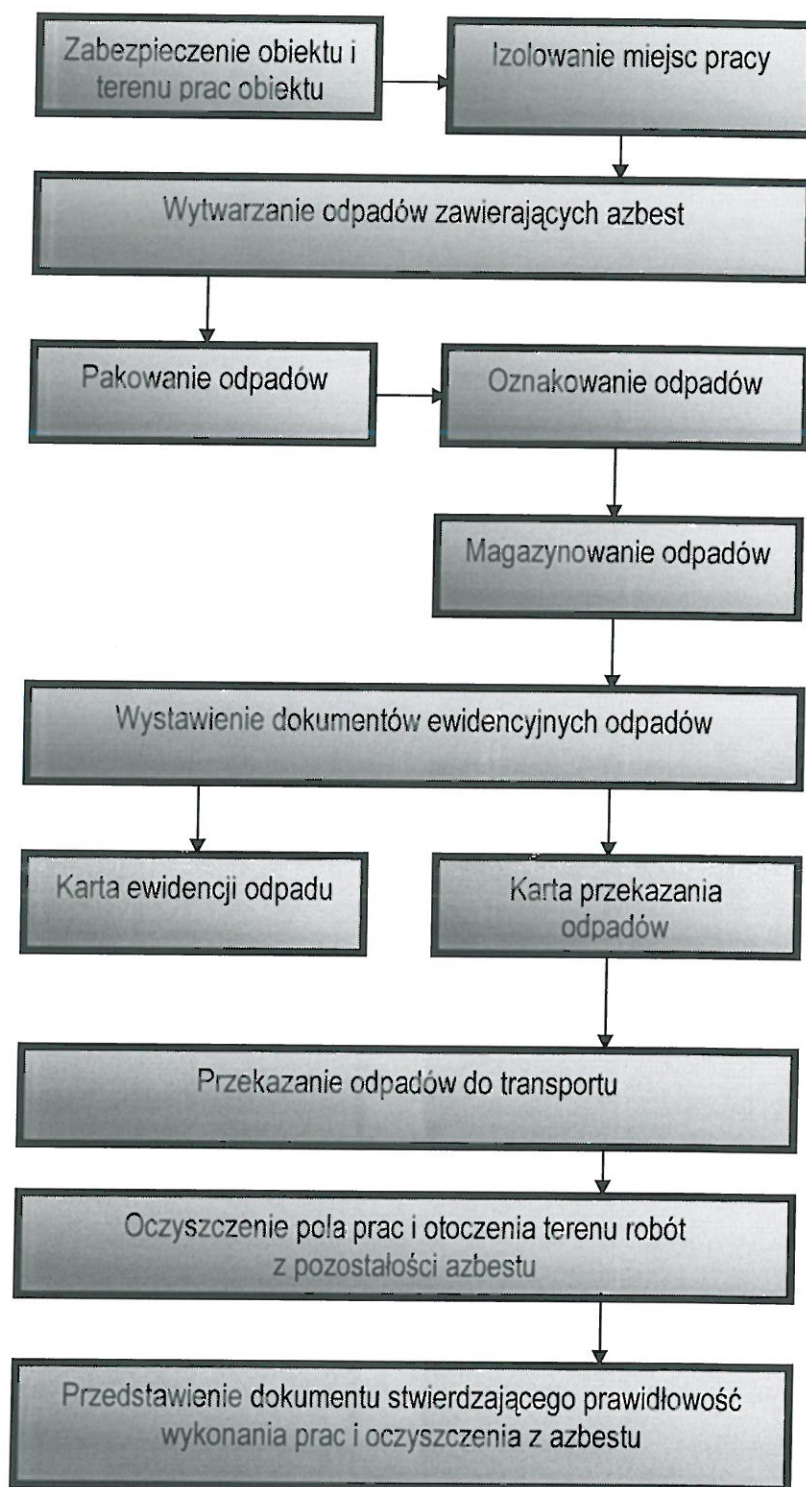 Zabezpieczenie obiektu i
terenu prac obiektu
Izolowanie miejsc pracy
Wytwarzanie odpadów zawierających azbest
Pakowanie odpadów
Oznakowanie odpadów
Magazynowanie odpadów
Wystawienie dokumentów ewidencyjnych odpadów
Karta ewidencji odpadu
Karta przekazania
odpadów
Przekazanie odpadów do transportu
Oczyszczenie pola prac i otoczenia terenu robót
z pozostałości azbestu
Przedstawienie dokumentu stwierdzającego prawidłowość
wykonania prac i oczyszczenia z azbestu